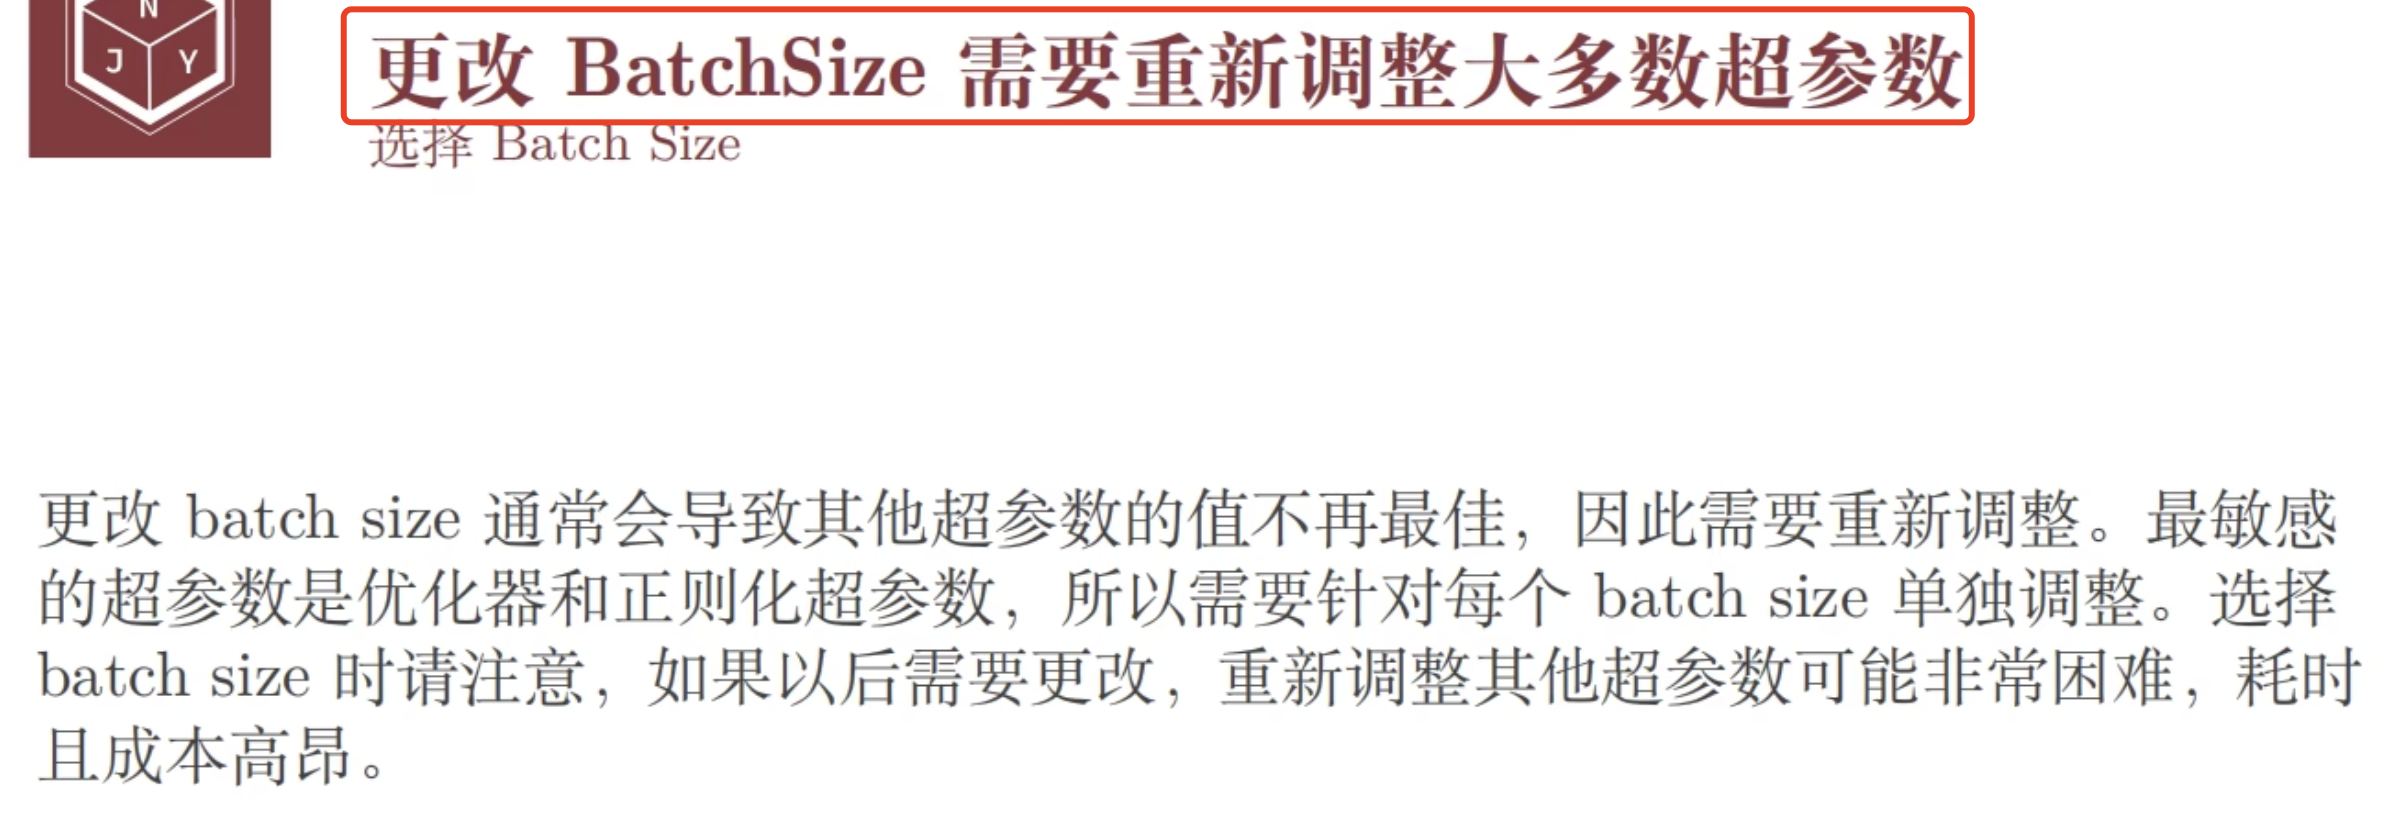 N
J Y
更改 BatchSize 需要重新调整大多数超参数
选择 Batch Size
更改 batch size 通常会导致其他超参数的值不再最佳，因此需要重新调整。最敏感
的超参数是优化器和正则化超参数，所以需要针对每个 batch size 单独调整。选择
batch size 时请注意，如果以后需要更改，重新调整其他超参数可能非常困难，耗时
且成本高昂。